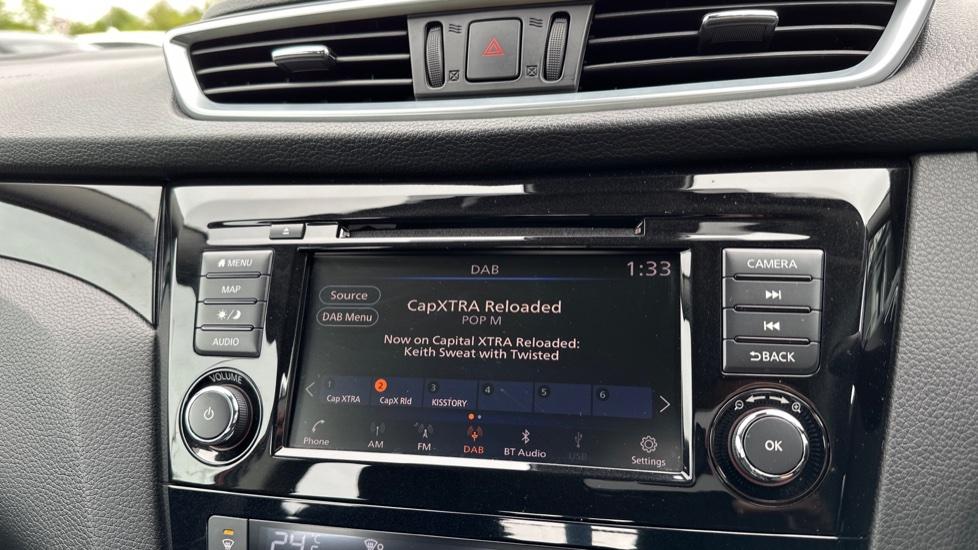 DAB
1:33
Source
CapXTRA Reloaded
DAB Menu
POP M
Now on Capital XTRA Reloaded:
Keith Sweat with Twisted
1 2 3 4 5 6
Cap XTRA CapX Rld KISSTORY
Phone AM FM DAB BT Audio USB Settings
MENU
MAP
AUDIO
VOLUME
CAMERA
BACK
OK
24°C